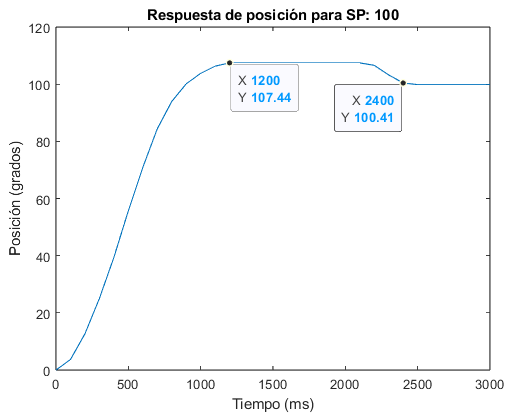 Respuesta de posición para SP: 100
120
100
80
60
40
20
0
Posición (grados)
X 1200
Y 107.44
X 2400
Y 100.41
0
500
1000
1500
2000
2500
3000
Tiempo (ms)